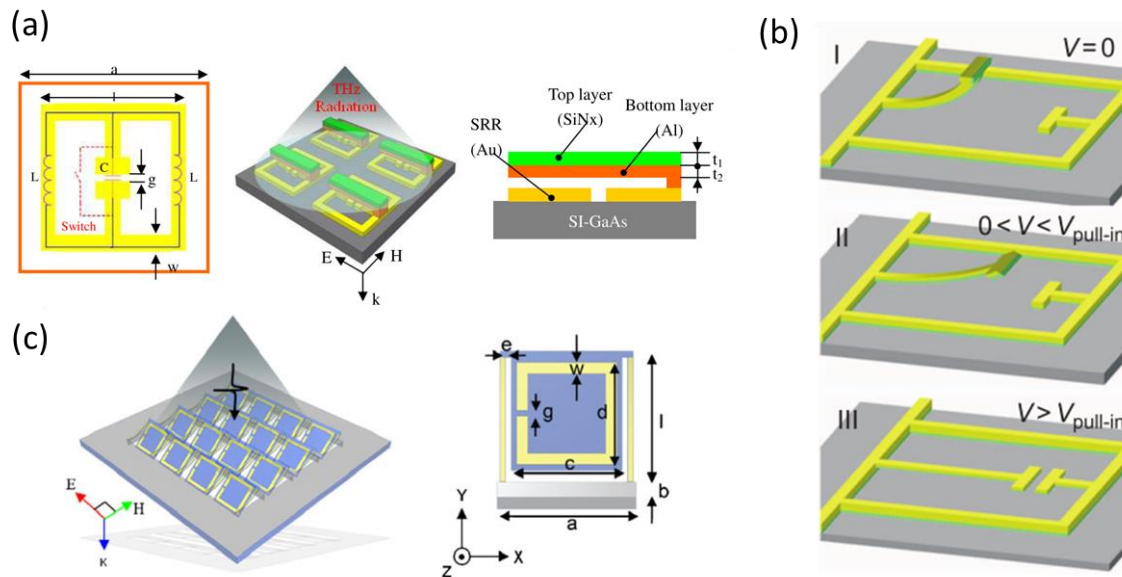 (a)
a
l
L
C
g
L
Switch
w
THz
Radiation
E
H
k
Top layer
(SiNx)
Bottom layer
(Al)
SRR
(Au)
t1
t2
SI-GaAs
(b)
I
V=0
II
0 < V < Vpull-in
III
V > Vpull-in
(c)
E
H
K
e
w
g
d
l
c
b
a
Y
Z
X